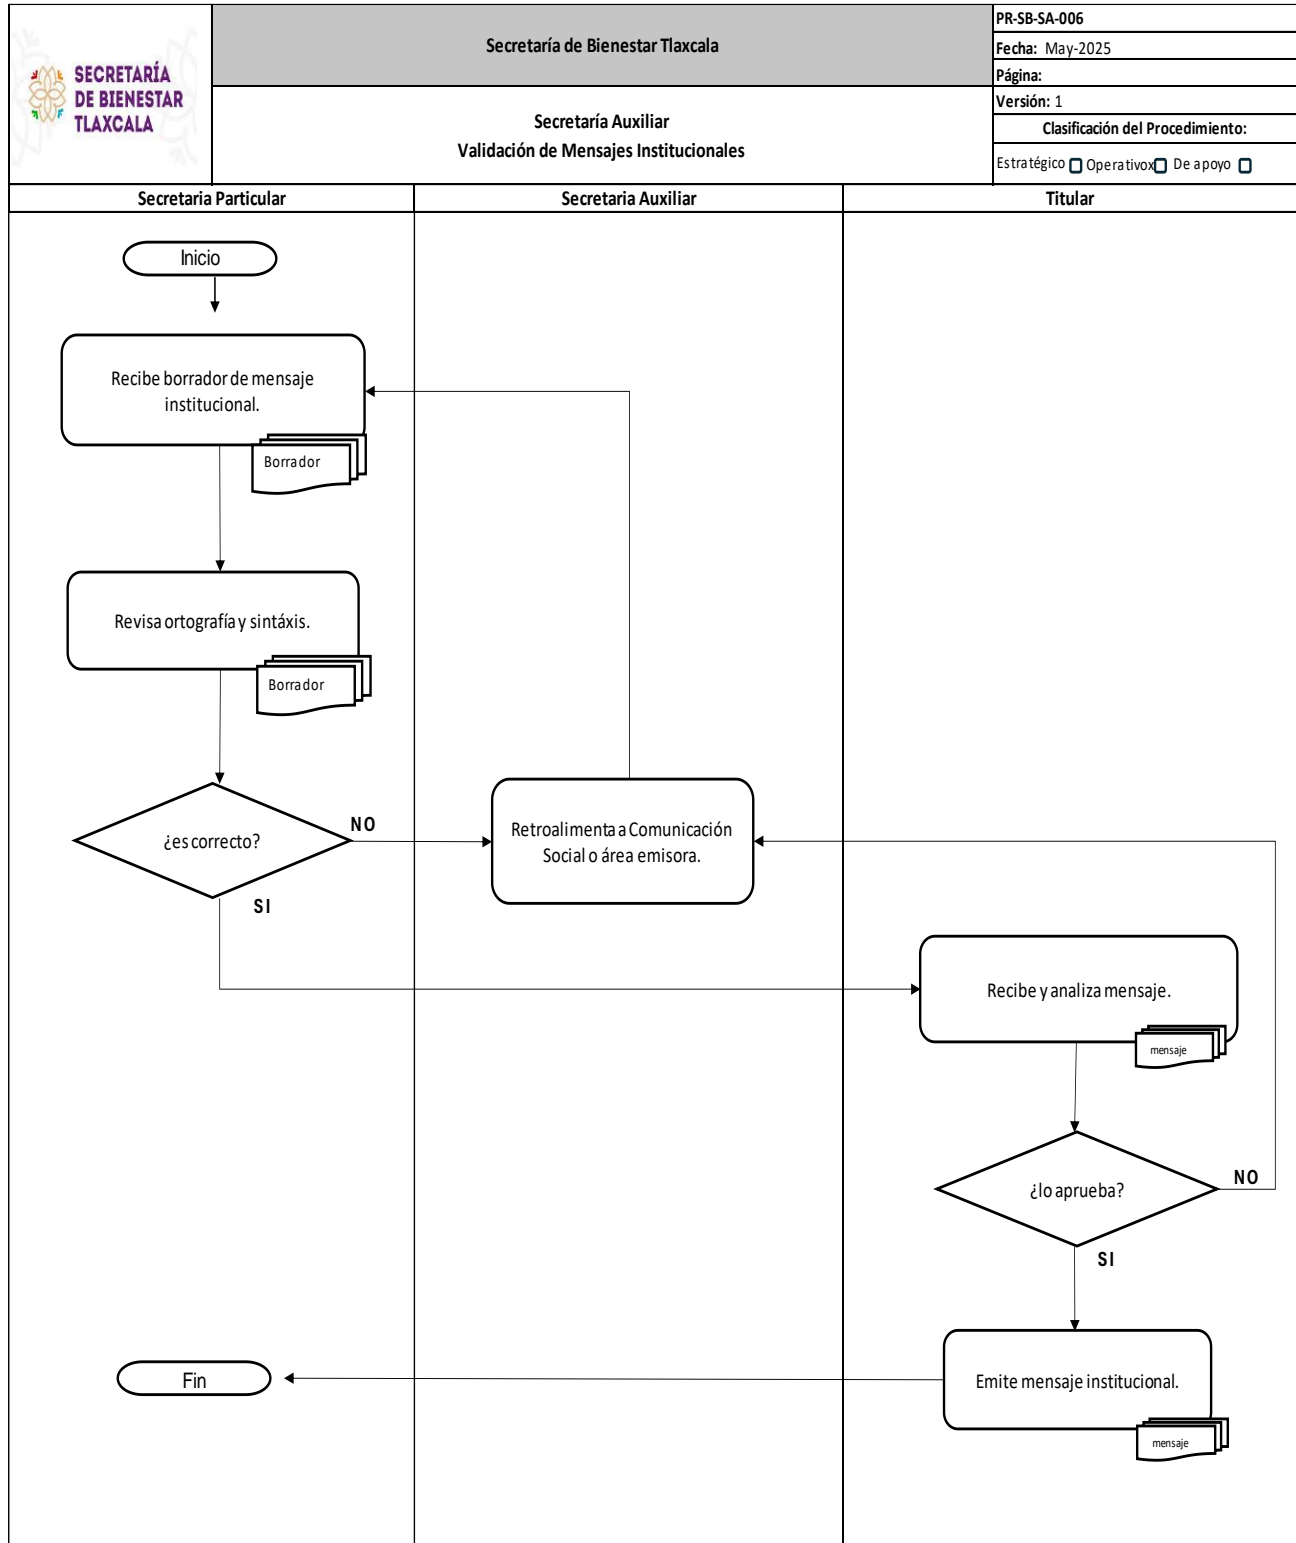 SECRETARÍA
DE BIENESTAR
TLAXCALA
Secretaría de Bienestar Tlaxcala
Secretaría Auxiliar
Validación de Mensajes Institucionales
PR-SB-SA-006
Fecha: May-2025
Página:
Versión: 1
Clasificación del Procedimiento:
Estratégico Operativox De apoyo
Secretaria Particular
Secretaria Auxiliar
Titular
Inicio
Recibe borrador de mensaje
institucional.
Borrador
Revisa ortografía y sintáxis.
Borrador
¿es correcto?
NO
SI
Retroalimenta a Comunicación
Social o área emisora.
Recibe y analiza mensaje.
mensaje
¿lo aprueba?
NO
SI
Emite mensaje institucional.
mensaje
Fin